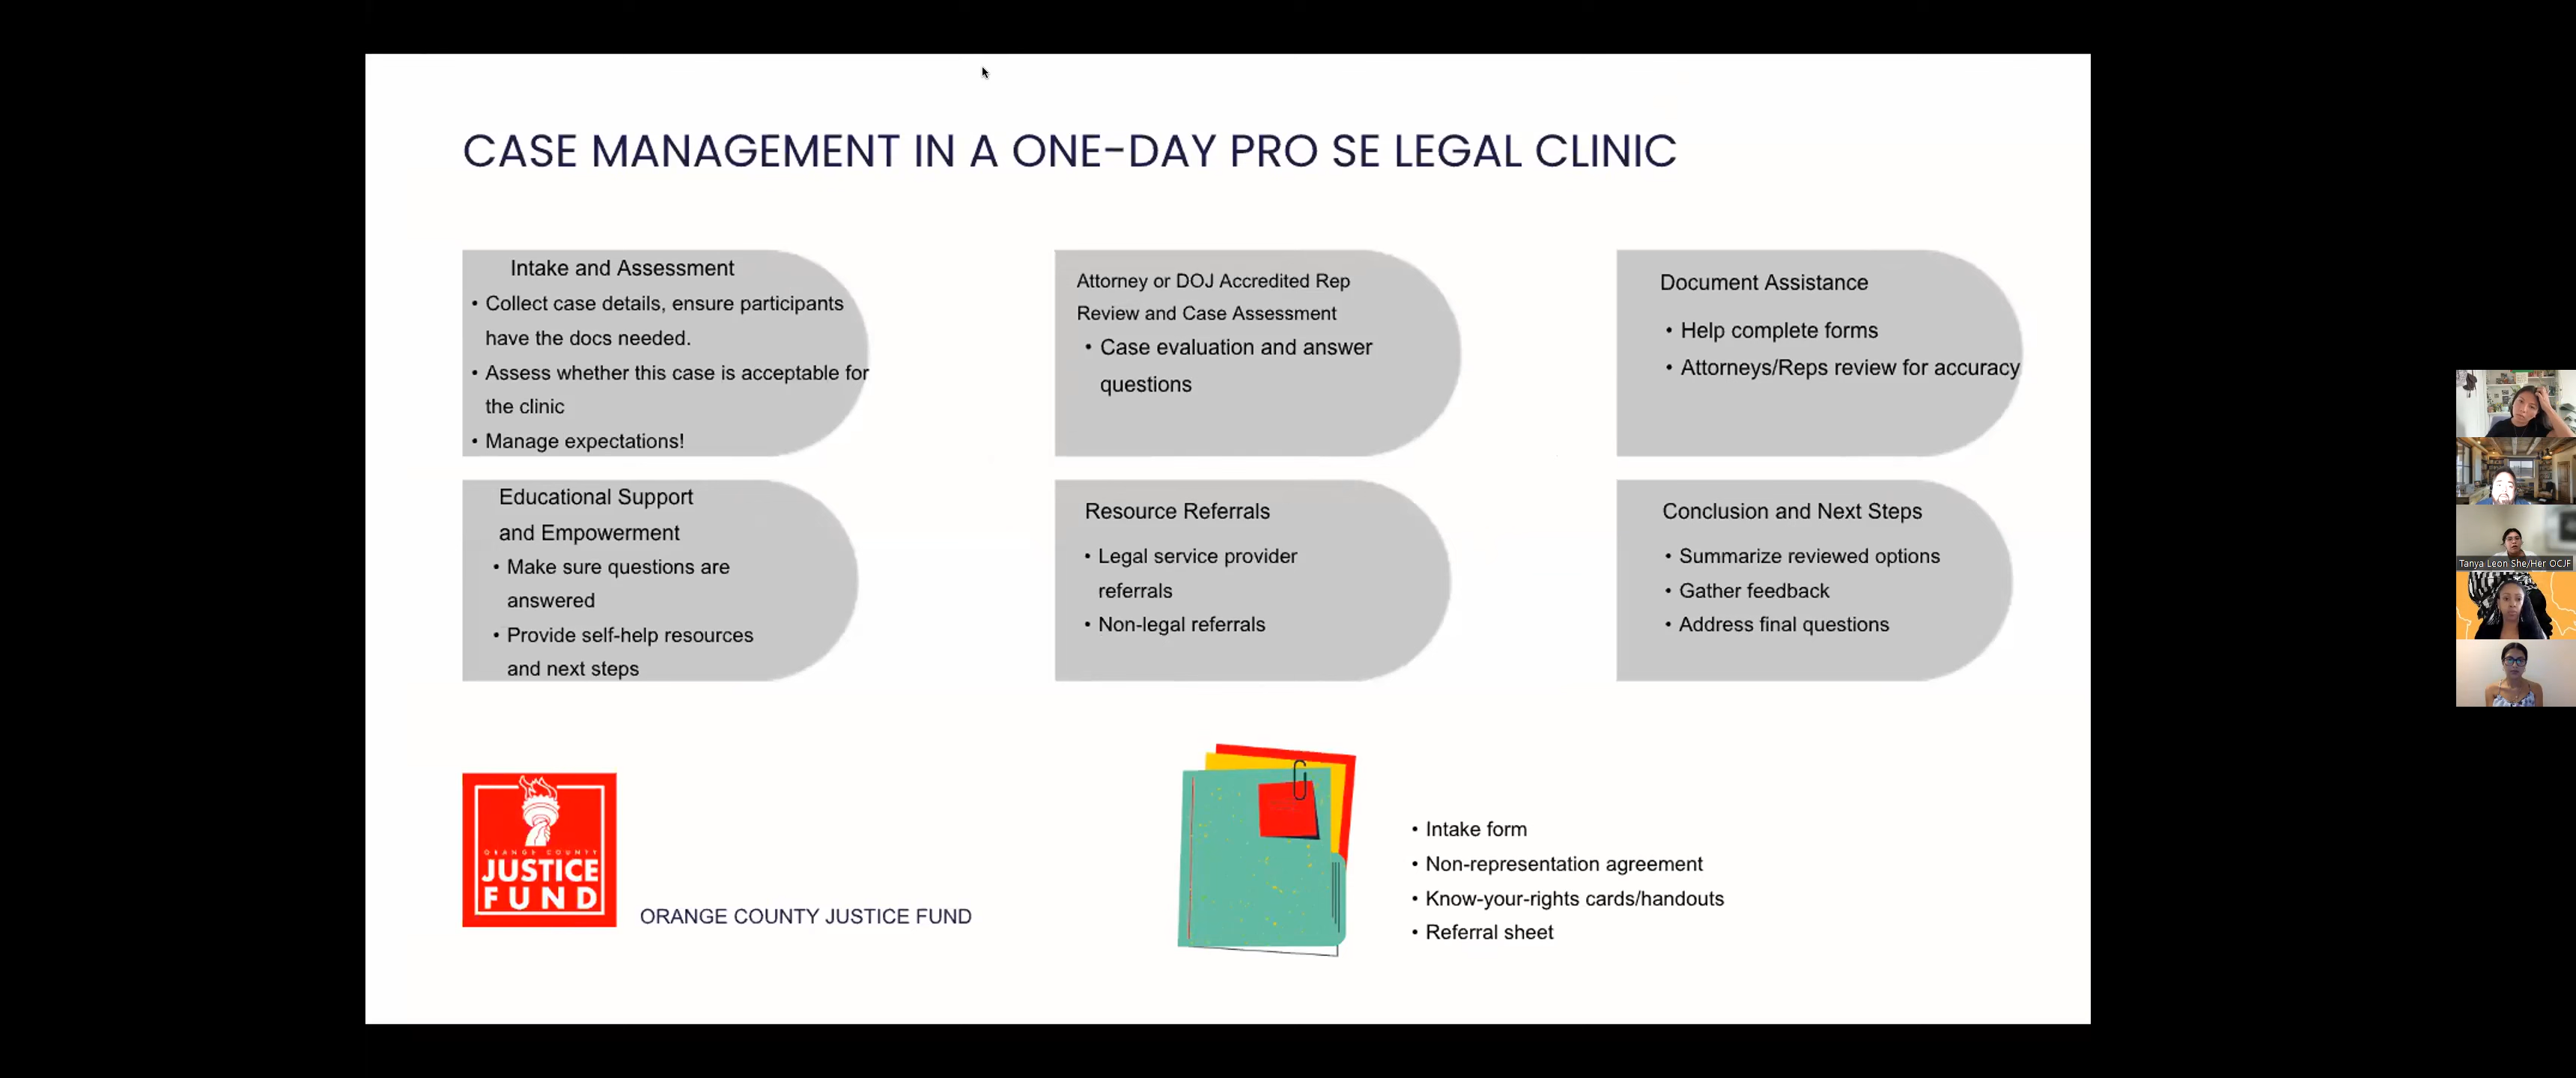 CASE MANAGEMENT IN A ONE-DAY PRO SE LEGAL CLINIC
Intake and Assessment
• Collect case details, ensure participants
have the docs needed.
• Assess whether this case is acceptable for
the clinic
• Manage expectations!
Attorney or DOJ Accredited Rep
Review and Case Assessment
• Case evaluation and answer
questions
Document Assistance
• Help complete forms
• Attorneys/Reps review for accuracy
Educational Support
and Empowerment
• Make sure questions are
answered
• Provide self-help resources
and next steps
Resource Referrals
• Legal service provider
referrals
• Non-legal referrals
Conclusion and Next Steps
• Summarize reviewed options
• Gather feedback
• Address final questions
ORANGE COUNTY
JUSTICE
FUND
ORANGE COUNTY JUSTICE FUND
• Intake form
• Non-representation agreement
• Know-your-rights cards/handouts
• Referral sheet
Tanya Leon She/Her OCJF